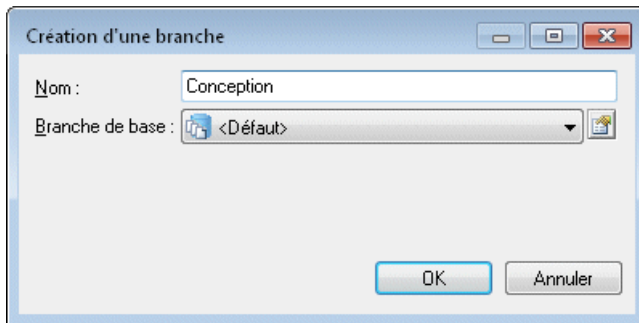 Création d'une branche
Nom :
Conception
Branche de base :
<Défaut>
OK
Annuler